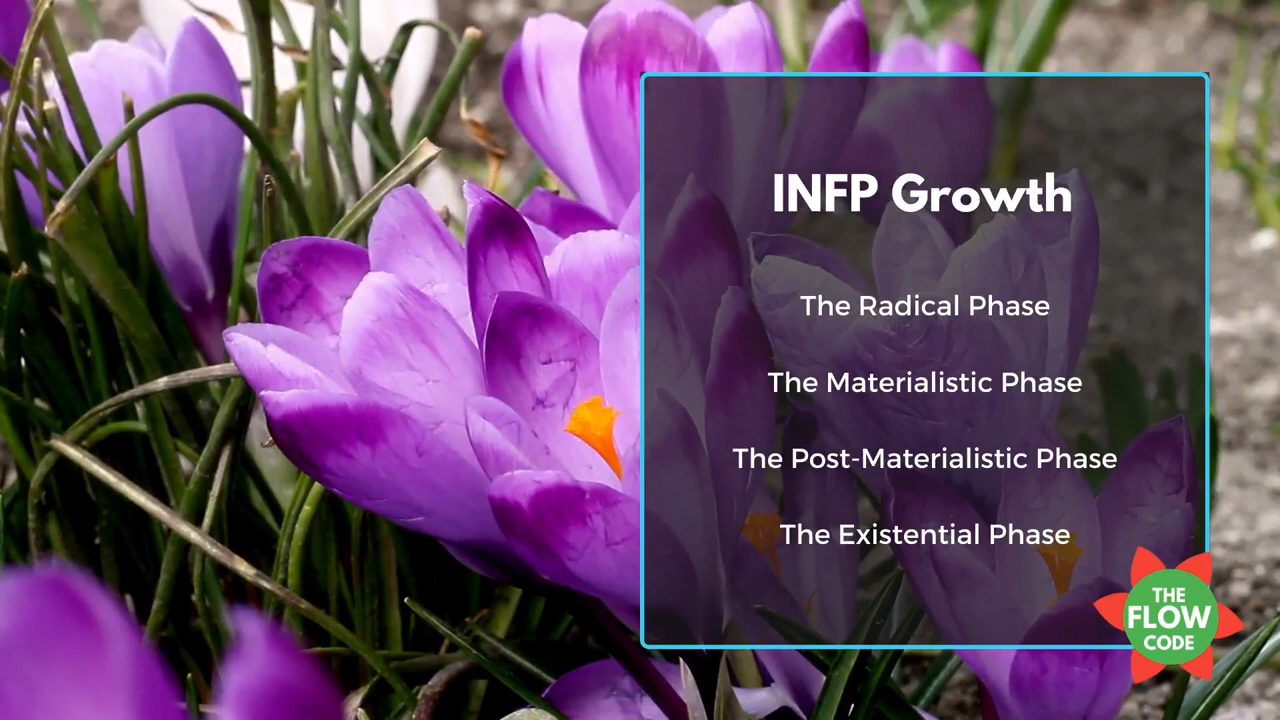 INFP Growth
The Radical Phase
The Materialistic Phase
The Post-Materialistic Phase
The Existential Phase
THE
FLOW
CODE